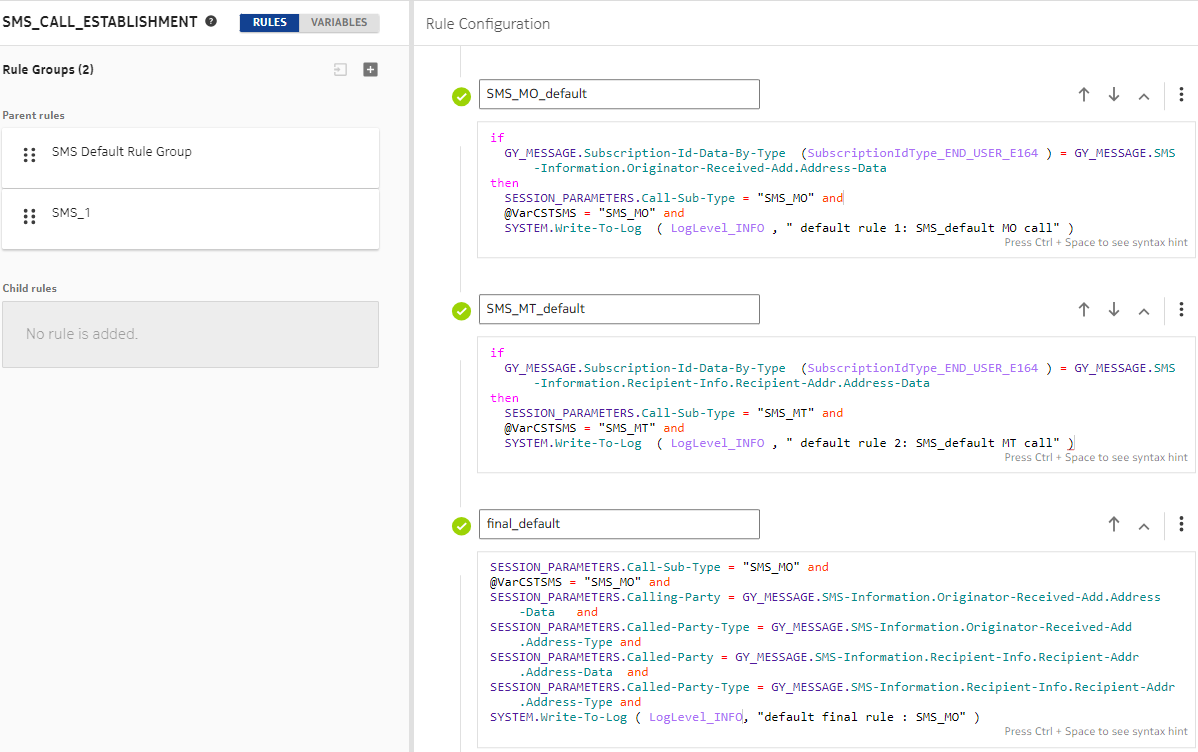 SMS_CALL_ESTABLISHMENT ?
RULES VARIABLES
Rule Groups (2)
Parent rules
SMS Default Rule Group
SMS_1
Child rules
No rule is added.
Rule Configuration
SMS_MO_default
if
GY_MESSAGE.Subscription-Id-Data-By-Type (SubscriptionIdType_END_USER_E164 ) = GY_MESSAGE.SMS
-Information.Originator-Received-Add.Address-Data
then
SESSION_PARAMETERS.Call-Sub-Type = "SMS_MO" and
@VarCSTSMS = "SMS_MO" and
SYSTEM.Write-To-Log ( LogLevel_INFO , " default rule 1: SMS_default MO call" )
Press Ctrl + Space to see syntax hint
SMS_MT_default
if
GY_MESSAGE.Subscription-Id-Data-By-Type (SubscriptionIdType_END_USER_E164 ) = GY_MESSAGE.SMS
-Information.Recipient-Info.Recipient-Addr.Address-Data
then
SESSION_PARAMETERS.Call-Sub-Type = "SMS_MT" and
@VarCSTSMS = "SMS_MT" and
SYSTEM.Write-To-Log ( LogLevel_INFO , " default rule 2: SMS_default MT call" )
Press Ctrl + Space to see syntax hint
final_default
SESSION_PARAMETERS.Call-Sub-Type = "SMS_MO" and
@VarCSTSMS = "SMS_MO" and
SESSION_PARAMETERS.Calling-Party = GY_MESSAGE.SMS-Information.Originator-Received-Add.Address
-Data and
SESSION_PARAMETERS.Called-Party-Type = GY_MESSAGE.SMS-Information.Originator-Received-Add
.Address-Type and
SESSION_PARAMETERS.Called-Party = GY_MESSAGE.SMS-Information.Recipient-Info.Recipient-Addr
.Address-Data and
SESSION_PARAMETERS.Called-Party-Type = GY_MESSAGE.SMS-Information.Recipient-Info.Recipient-Addr
.Address-Type and
SYSTEM.Write-To-Log ( LogLevel_INFO, "default final rule : SMS_MO" )
Press Ctrl + Space to see syntax hint